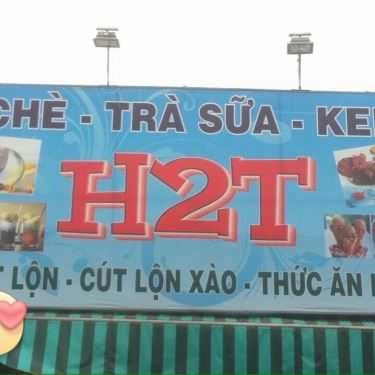 CHÈ - TRÀ SỮA - KE
H2T
T LỘN - CÚT LỘN XÀO - THỨC ĂN